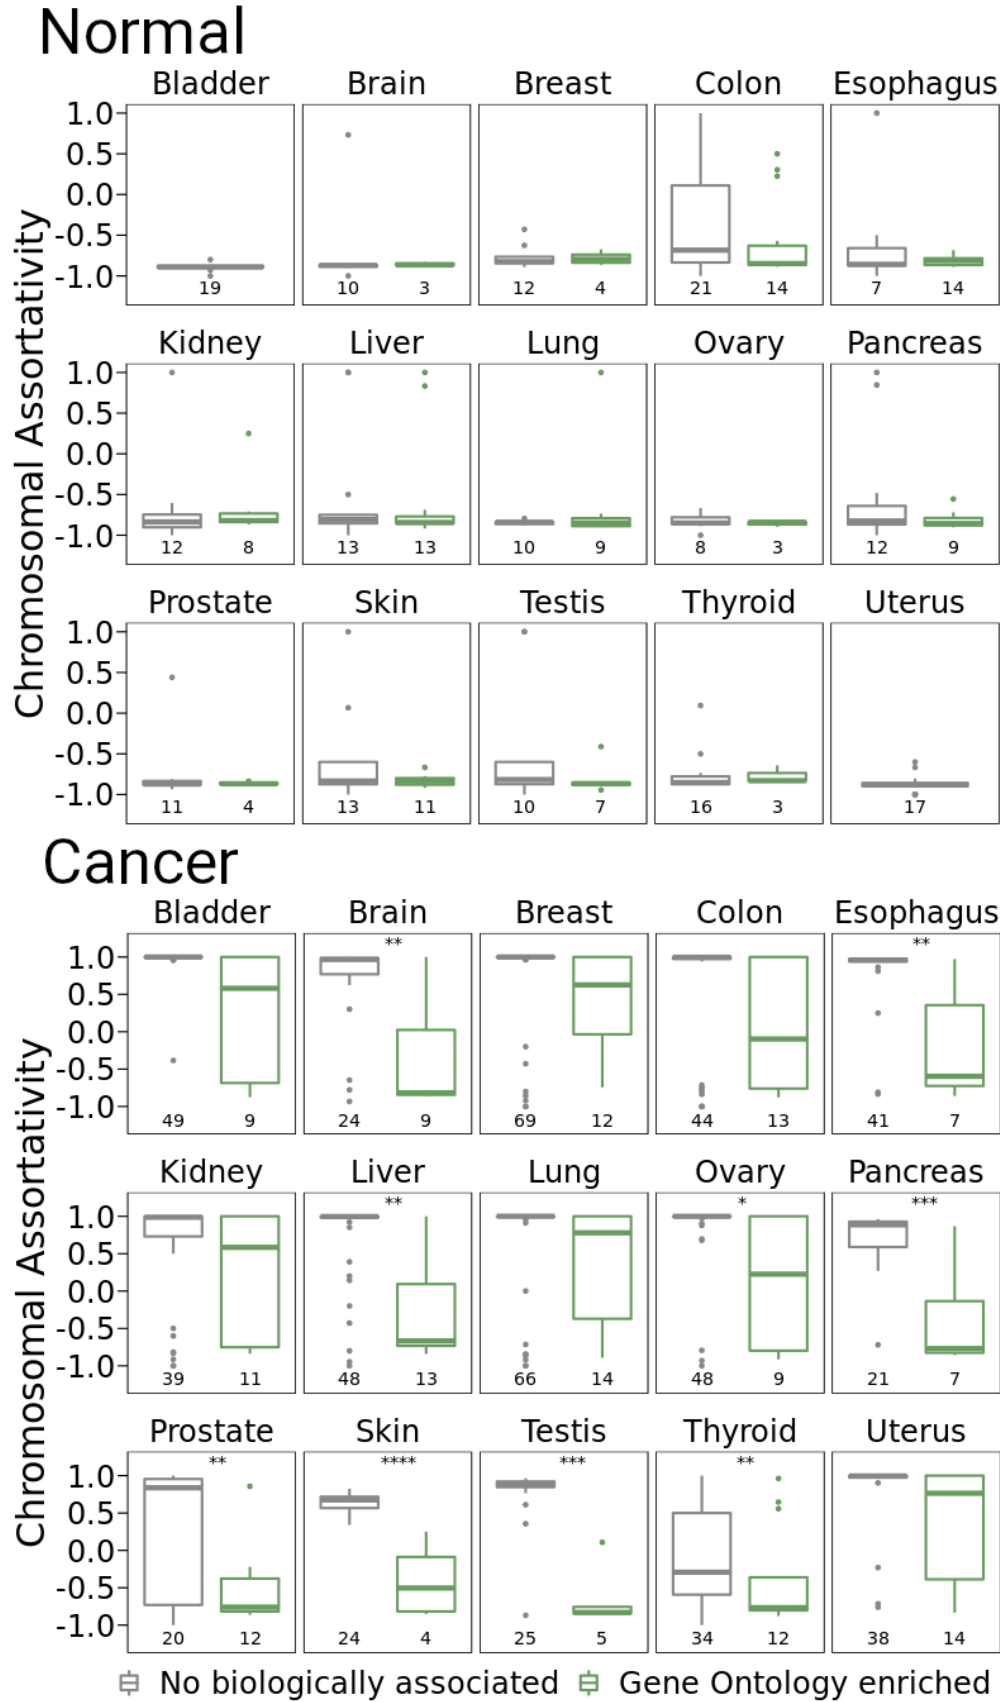 Normal
Bladder Brain Breast Colon Esophagus
1.0
0.5
0.0
-0.5
-1.0
19 10 3 12 4 21 14 7 14
Kidney Liver Lung Ovary Pancreas
1.0
0.5
0.0
-0.5
-1.0
12 8 13 13 10 9 8 3 12 9
Prostate Skin Testis Thyroid Uterus
1.0
0.5
0.0
-0.5
-1.0
11 4 13 11 10 7 16 3 17
Chromosomal Assortativity
Cancer
Bladder Brain Breast Colon Esophagus
** **
1.0
0.5
0.0
-0.5
-1.0
49 9 24 9 69 12 44 13 41 7
Kidney Liver Lung Ovary Pancreas
** * ***
1.0
0.5
0.0
-0.5
-1.0
39 11 48 13 66 14 48 9 21 7
Prostate Skin Testis Thyroid Uterus
** **** *** **
1.0
0.5
0.0
-0.5
-1.0
20 12 24 4 25 5 34 12 38 14
Chromosomal Assortativity
No biologically associated Gene Ontology enriched